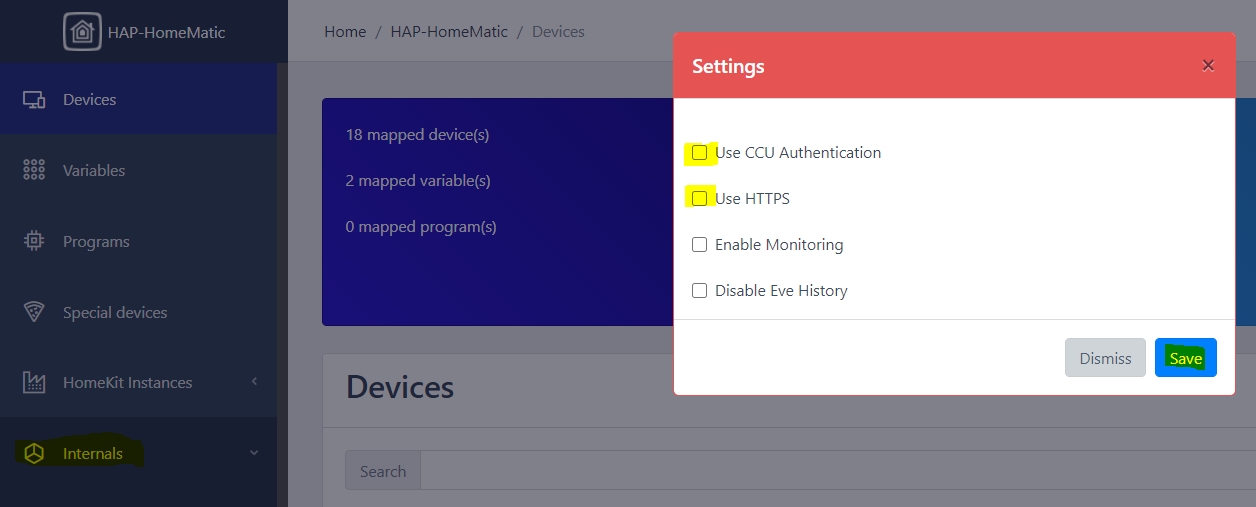 HAP-HomeMatic
Devices
Variables
Programs
Special devices
HomeKit Instances
Internals
Home / HAP-HomeMatic / Devices
18 mapped device(s)
2 mapped variable(s)
0 mapped program(s)
Devices
Search
Settings
×
Use CCU Authentication
Use HTTPS
Enable Monitoring
Disable Eve History
Dismiss
Save